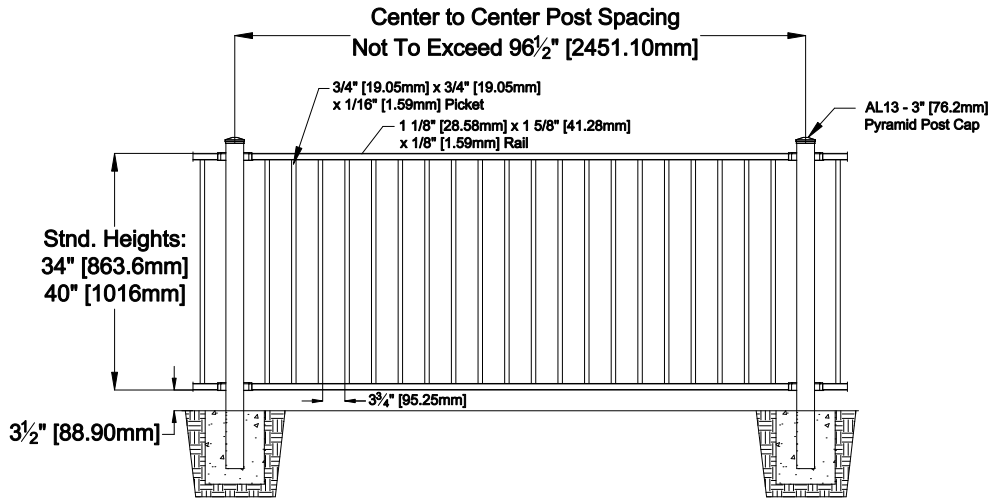 Center to Center Post Spacing
Not To Exceed 96½" [2451.10mm]
3/4" [19.05mm] x 3/4" [19.05mm]
x 1/16" [1.59mm] Picket
1 1/8" [28.58mm] x 1 5/8" [41.28mm]
x 1/8" [1.59mm] Rail
AL13 - 3" [76.2mm]
Pyramid Post Cap
Stnd. Heights:
34" [863.6mm]
40" [1016mm]
3¾" [95.25mm]
3½" [88.90mm]